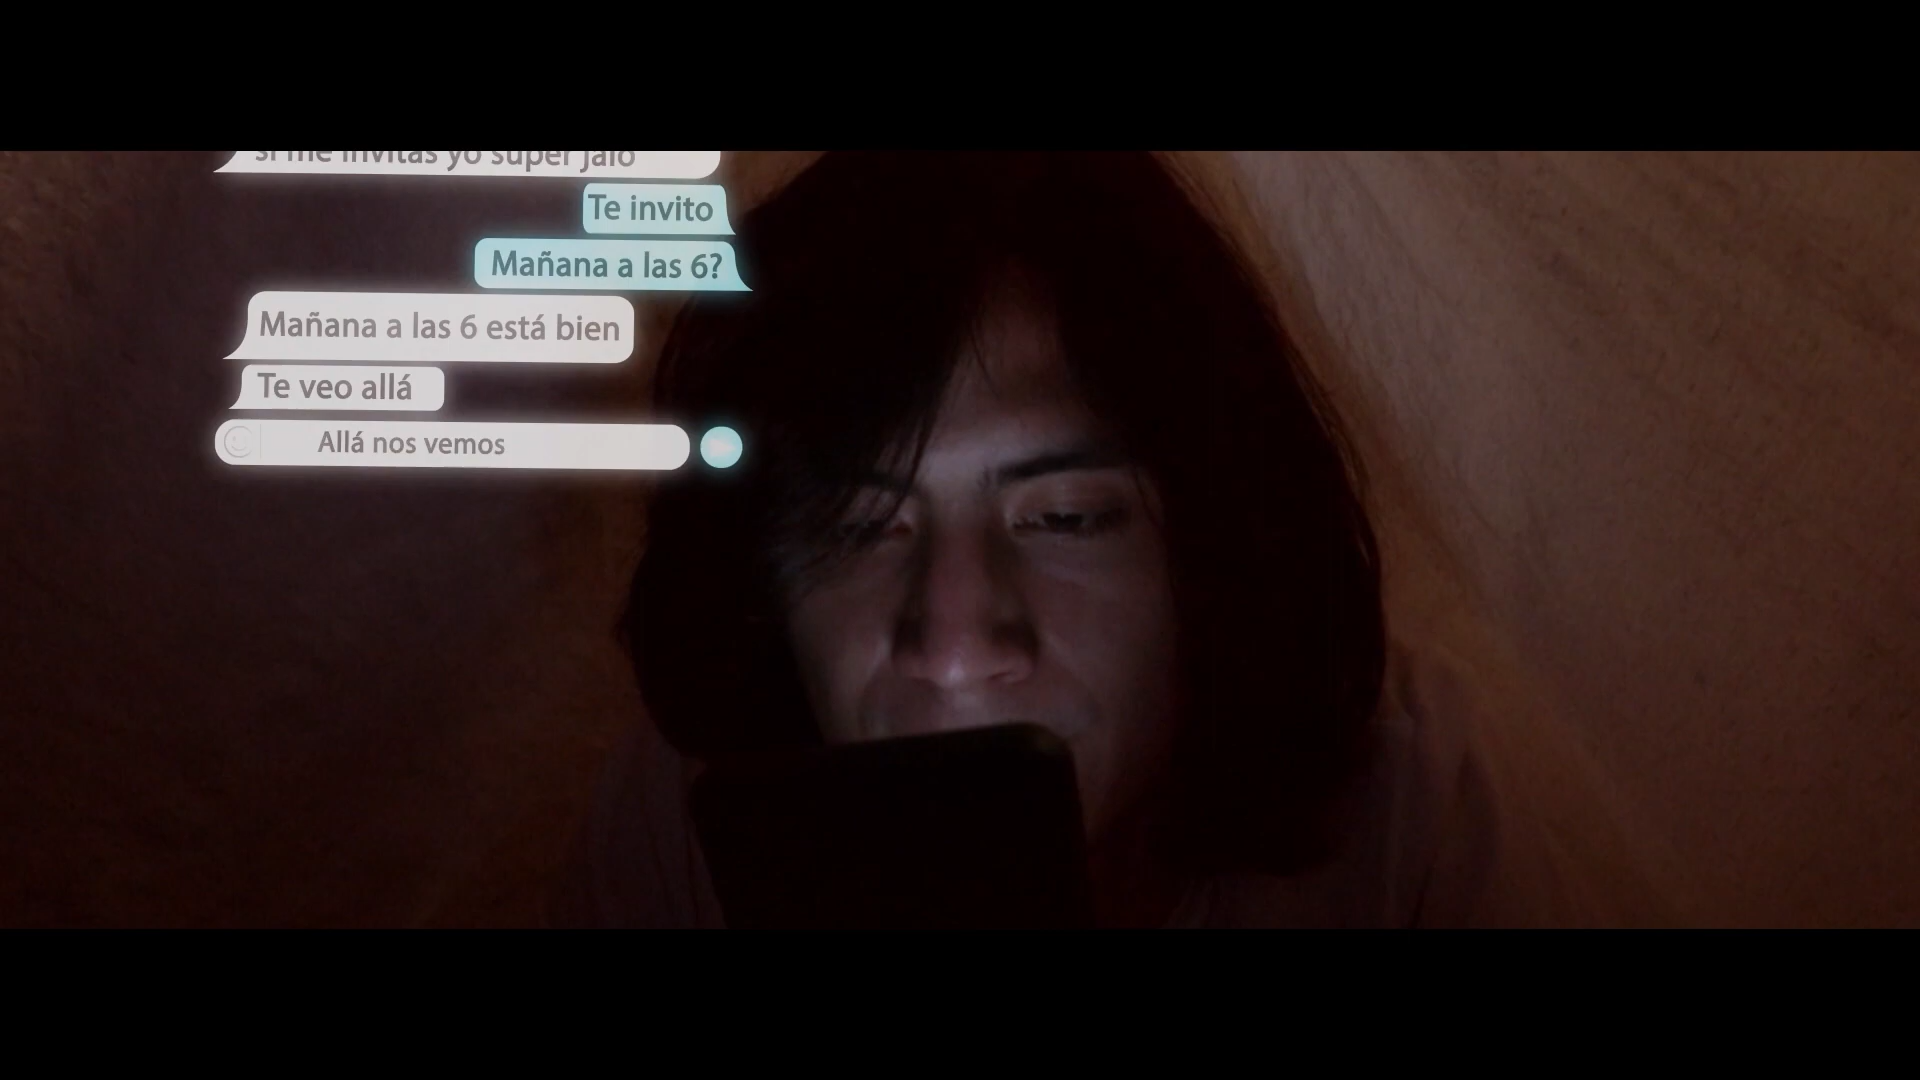 si me invitas yo super jalo
Te invito
Mañana a las 6?
Mañana a las 6 está bien
Te veo allá
Allá nos vemos